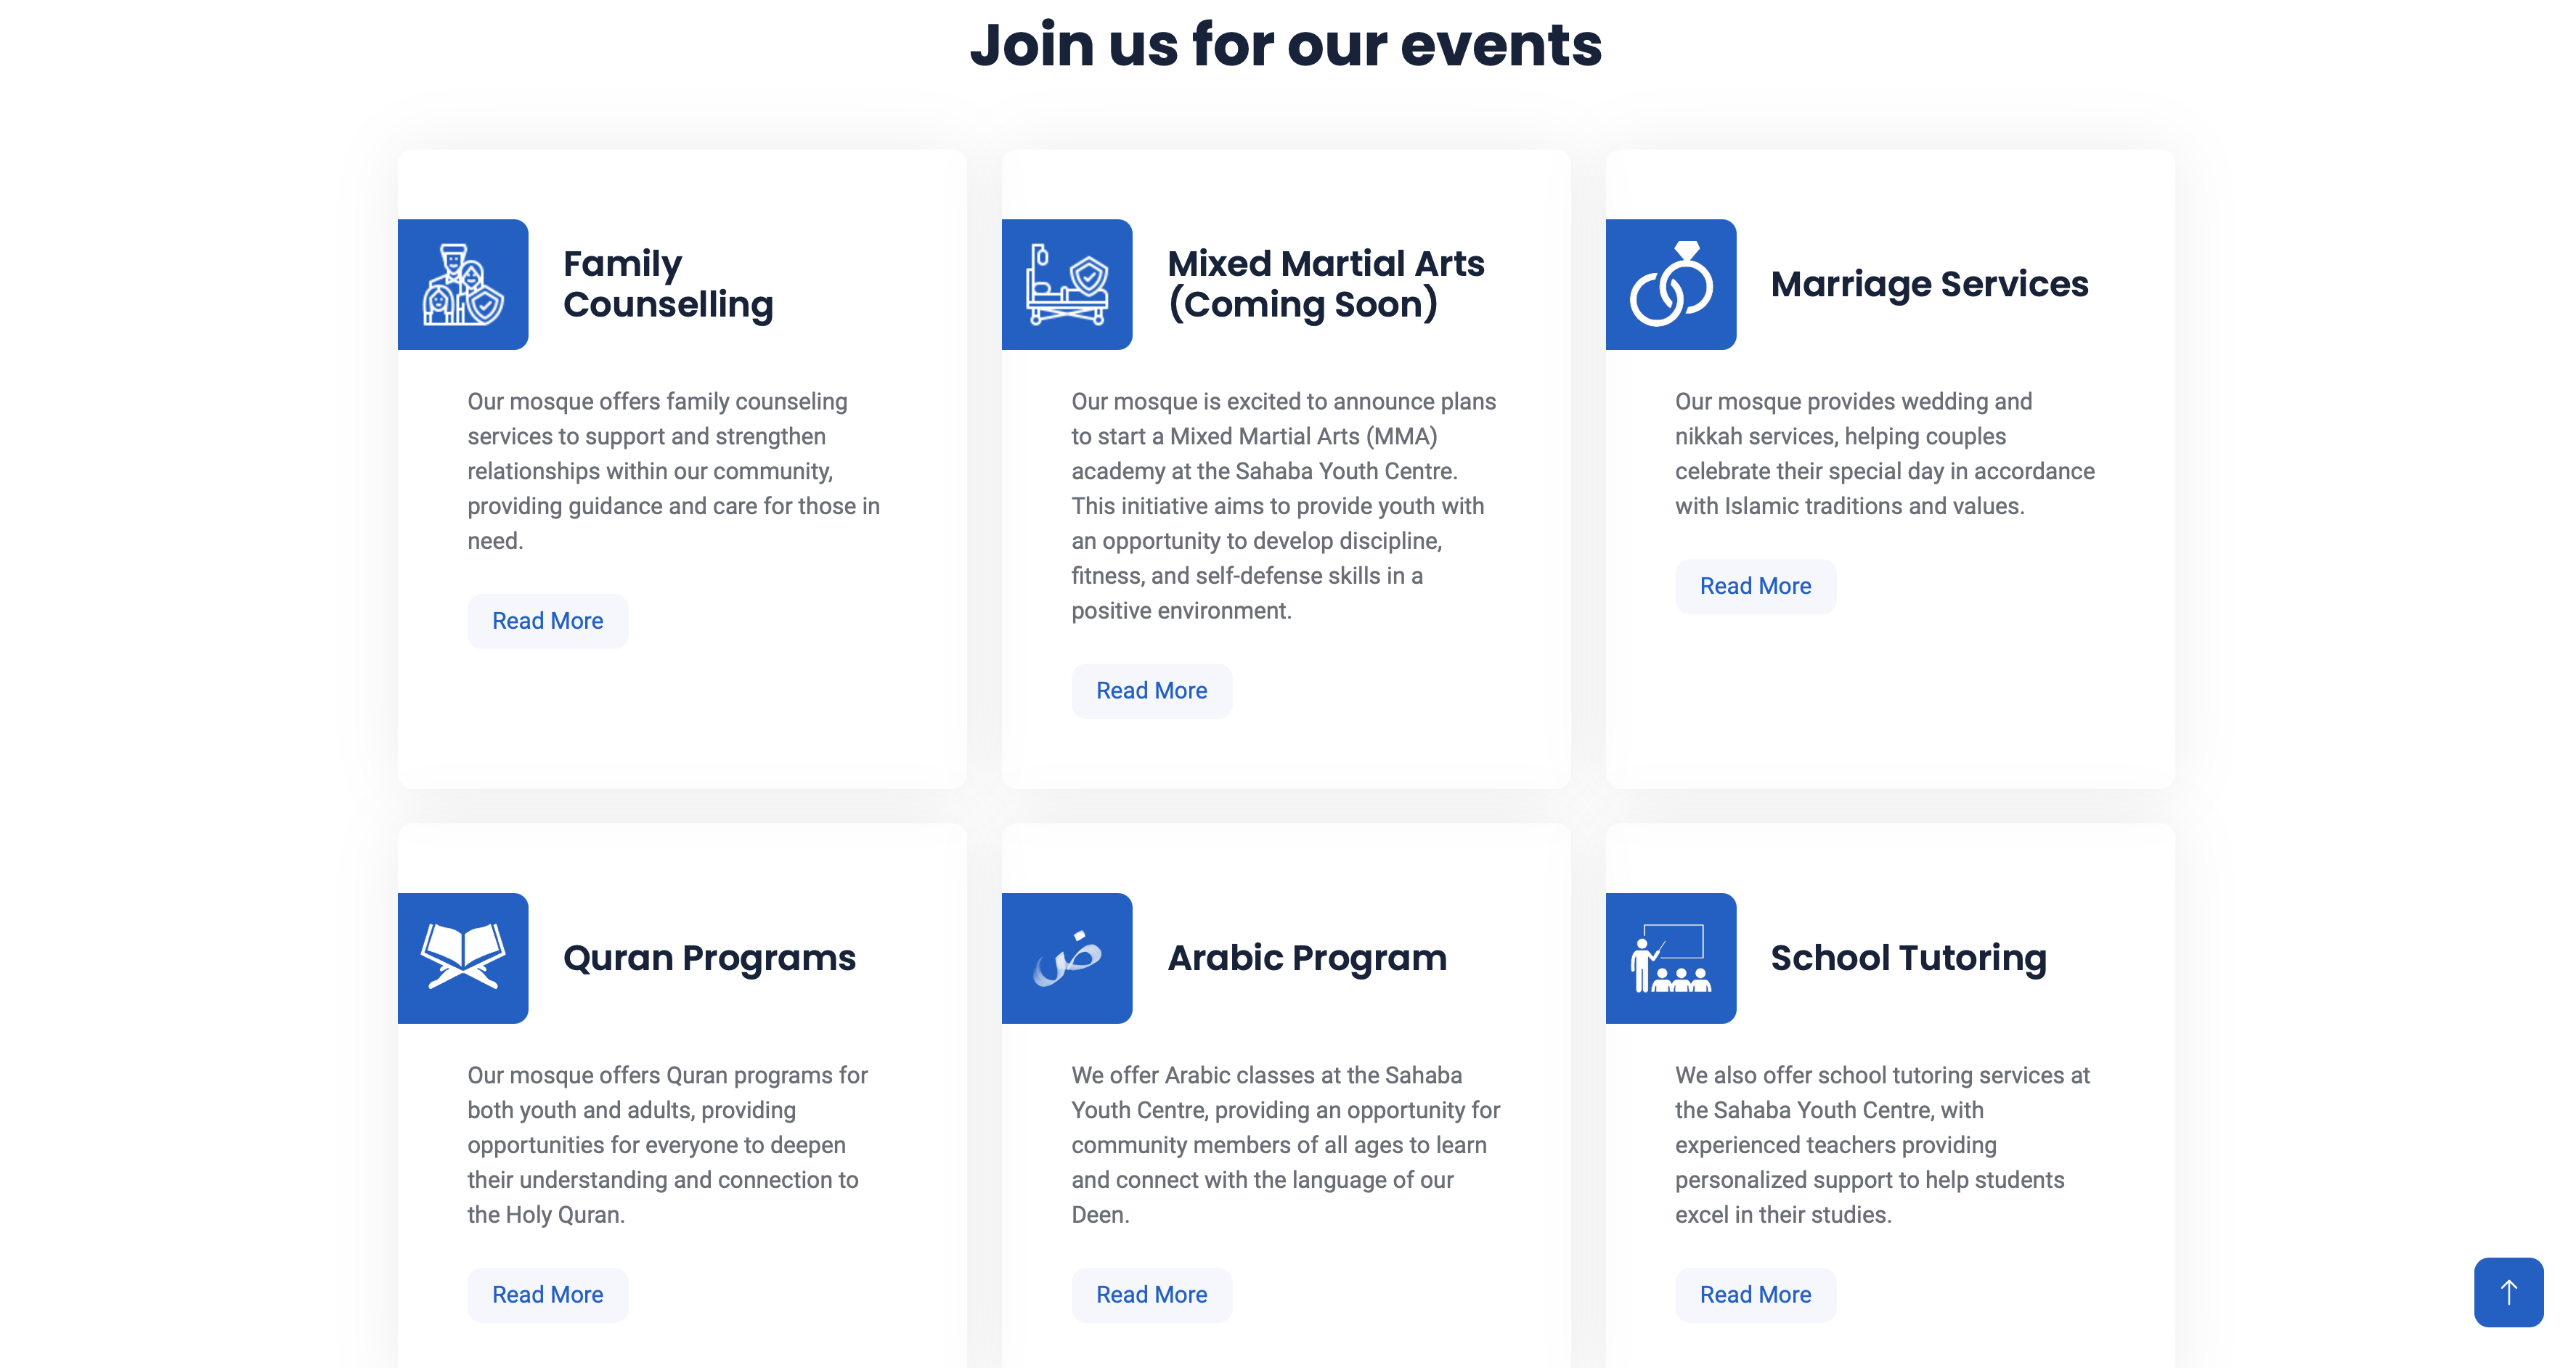 Join us for our events
Family
Counselling
Our mosque offers family counseling
services to support and strengthen
relationships within our community,
providing guidance and care for those in
need.
Read More
Mixed Martial Arts
(Coming Soon)
Our mosque is excited to announce plans
to start a Mixed Martial Arts (MMA)
academy at the Sahaba Youth Centre.
This initiative aims to provide youth with
an opportunity to develop discipline,
fitness, and self-defense skills in a
positive environment.
Read More
Marriage Services
Our mosque provides wedding and
nikkah services, helping couples
celebrate their special day in accordance
with Islamic traditions and values.
Read More
Quran Programs
Our mosque offers Quran programs for
both youth and adults, providing
opportunities for everyone to deepen
their understanding and connection to
the Holy Quran.
Read More
ض
Arabic Program
We offer Arabic classes at the Sahaba
Youth Centre, providing an opportunity for
community members of all ages to learn
and connect with the language of our
Deen.
Read More
School Tutoring
We also offer school tutoring services at
the Sahaba Youth Centre, with
experienced teachers providing
personalized support to help students
excel in their studies.
Read More